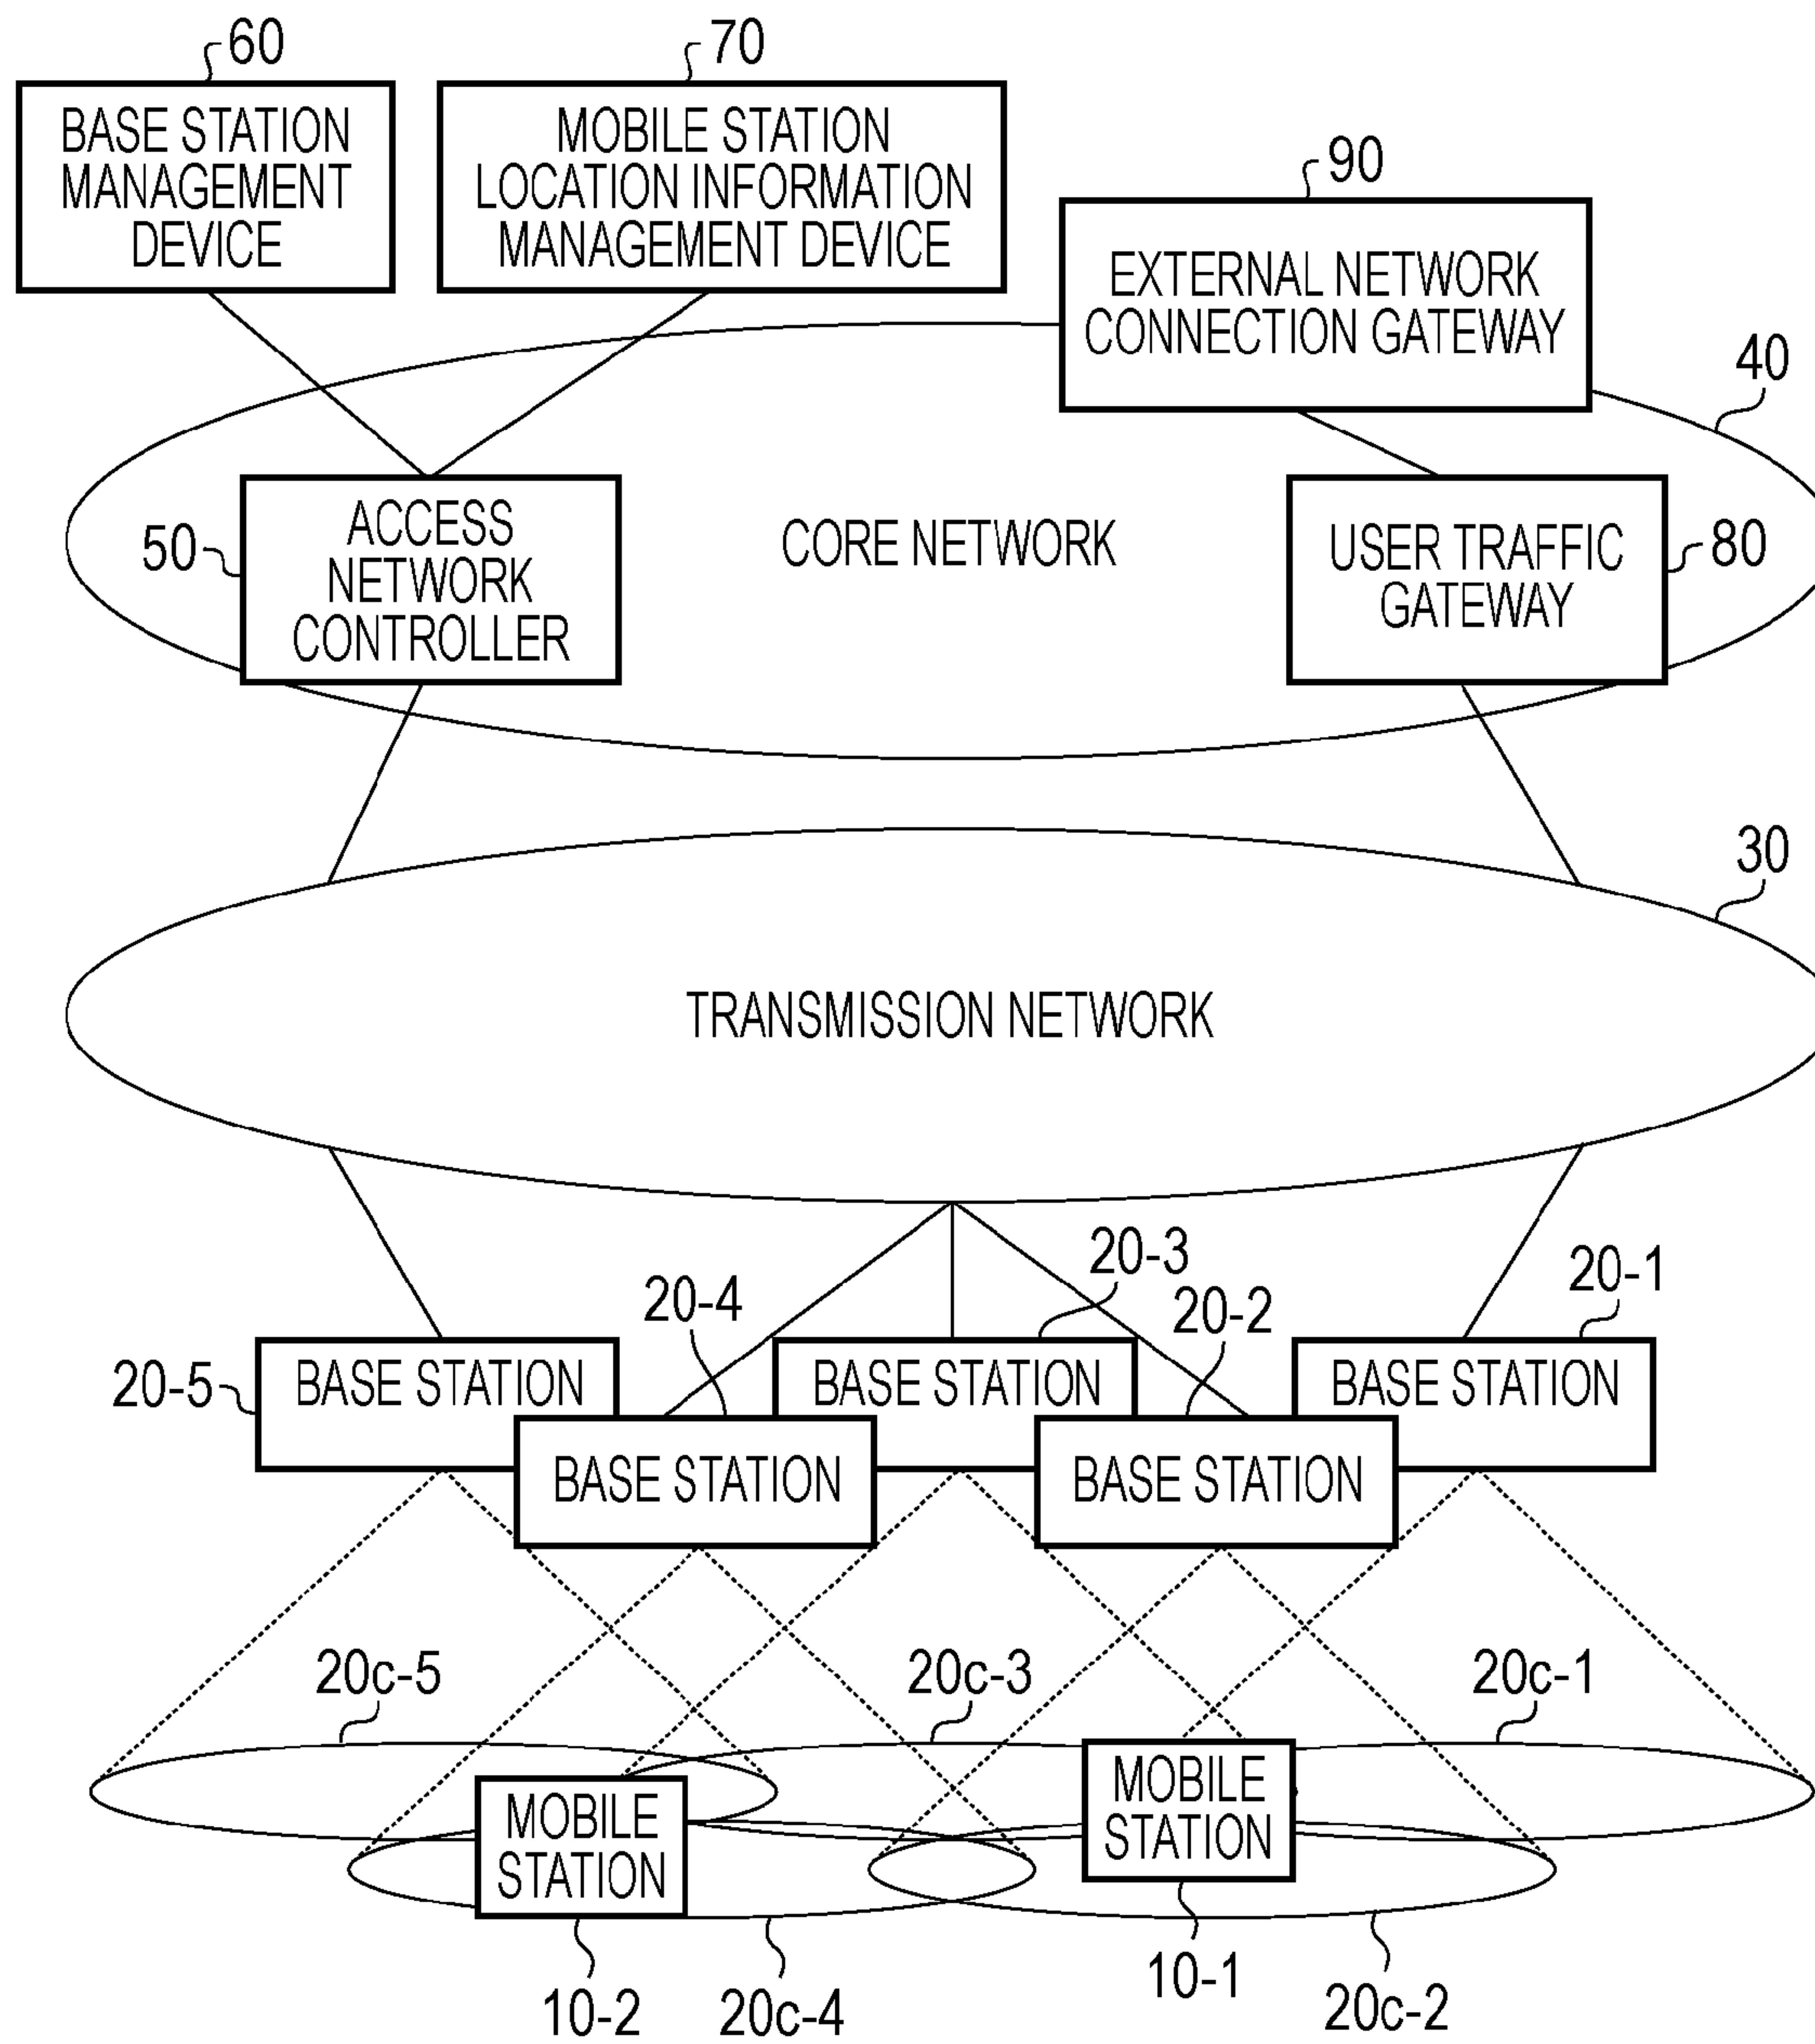 60
70
BASE STATION
MANAGEMENT
DEVICE
MOBILE STATION
LOCATION INFORMATION
MANAGEMENT DEVICE
90
EXTERNAL NETWORK
CONNECTION GATEWAY
40
50
ACCESS
NETWORK
CONTROLLER
CORE NETWORK
USER TRAFFIC
GATEWAY
80
30
TRANSMISSION NETWORK
20-3
20-1
20-4
20-2
20-5
BASE STATION
BASE STATION
BASE STATION
BASE STATION
BASE STATION
20c-5
20c-3
20c-1
MOBILE
STATION
MOBILE
STATION
10-2
20c-4
10-1
20c-2